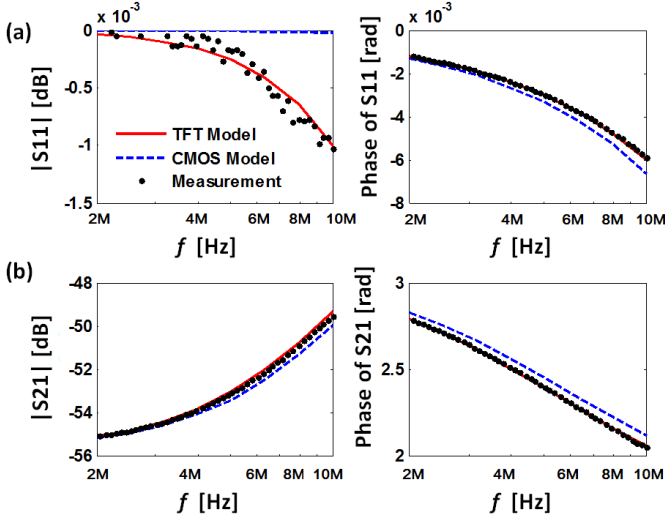 (a)
× 10⁻³
0
-0.5
-1
-1.5
|S11| [dB]
TFT Model
CMOS Model
Measurement
2M 4M 6M 8M 10M
f [Hz]
× 10⁻³
0
-2
-4
-6
-8
Phase of S11 [rad]
2M 4M 6M 8M 10M
f [Hz]
(b)
-48
-50
-52
-54
-56
|S21| [dB]
2M 4M 6M 8M 10M
f [Hz]
3
2.5
2
Phase of S21 [rad]
2M 4M 6M 8M 10M
f [Hz]